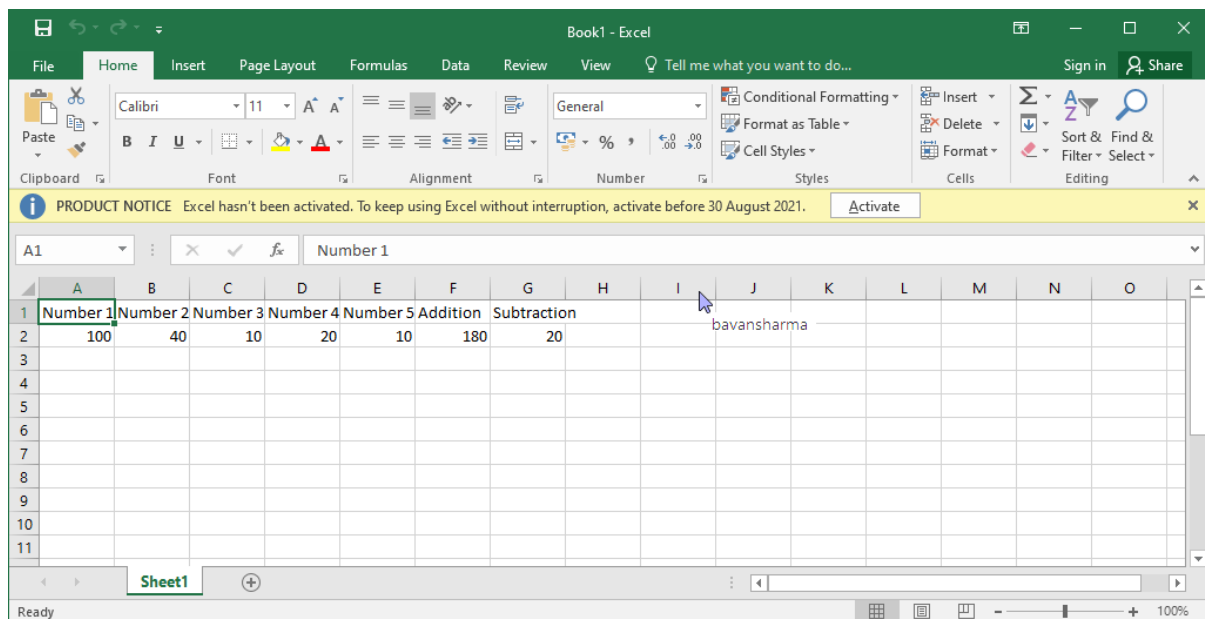 Book1 - Excel
File Home Insert Page Layout Formulas Data Review View Tell me what you want to do... Sign in Share
Paste
Calibri 11 A A
B I U A
General
% , .00 .00
Conditional Formatting
Format as Table
Cell Styles
Insert
Delete
Format
Sort & Filter
Find & Select
Clipboard Font Alignment Number Styles Cells Editing
PRODUCT NOTICE Excel hasn't been activated. To keep using Excel without interruption, activate before 30 August 2021. Activate
A1 fx Number 1
A B C D E F G H I J K L M N O
1 Number 1 Number 2 Number 3 Number 4 Number 5 Addition Subtraction
bavansharma
2 100 40 10 20 10 180 20
3
4
5
6
7
8
9
10
11
Sheet1
Ready 100%